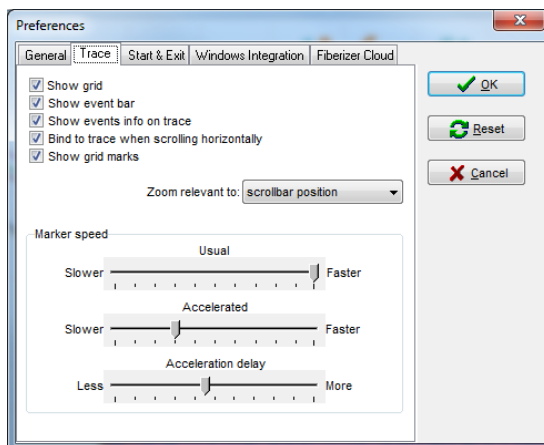 Preferences
General Trace Start & Exit Windows Integration Fiberizer Cloud
Show grid
Show event bar
Show events info on trace
Bind to trace when scrolling horizontally
Show grid marks
Zoom relevant to: scrollbar position
Marker speed
Usual
Slower Faster
Accelerated
Slower Faster
Acceleration delay
Less More
OK
Reset
Cancel